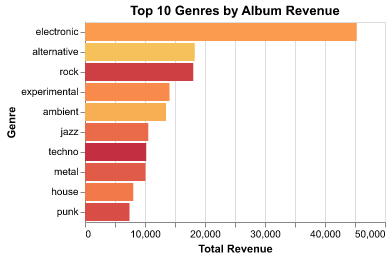 Top 10 Genres by Album Revenue
Genre
electronic
alternative
rock
experimental
ambient
jazz
techno
metal
house
punk
0 10,000 20,000 30,000 40,000 50,000
Total Revenue